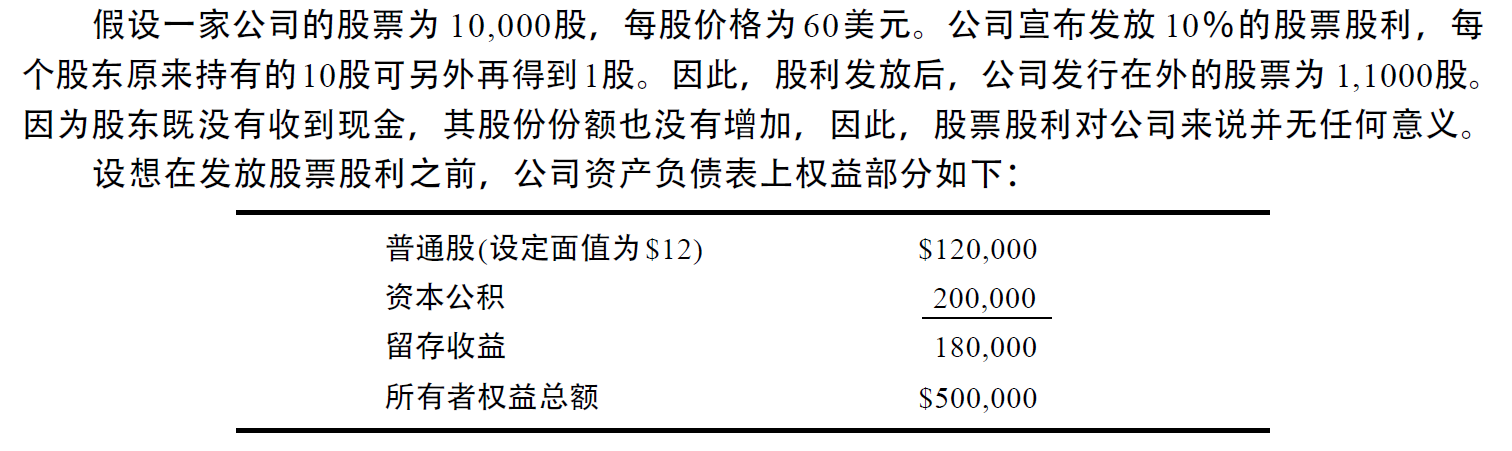 假设一家公司的股票为10,000股，每股价格为60美元。公司宣布发放10％的股票股利，每
个股东原来持有的10股可另外再得到1股。因此，股利发放后，公司发行在外的股票为1,1000股。
因为股东既没有收到现金，其股份份额也没有增加，因此，股票股利对公司来说并无任何意义。
设想在发放股票股利之前，公司资产负债表上权益部分如下：
普通股(设定面值为$12) $120,000
资本公积 200,000
留存收益 180,000
所有者权益总额 $500,000